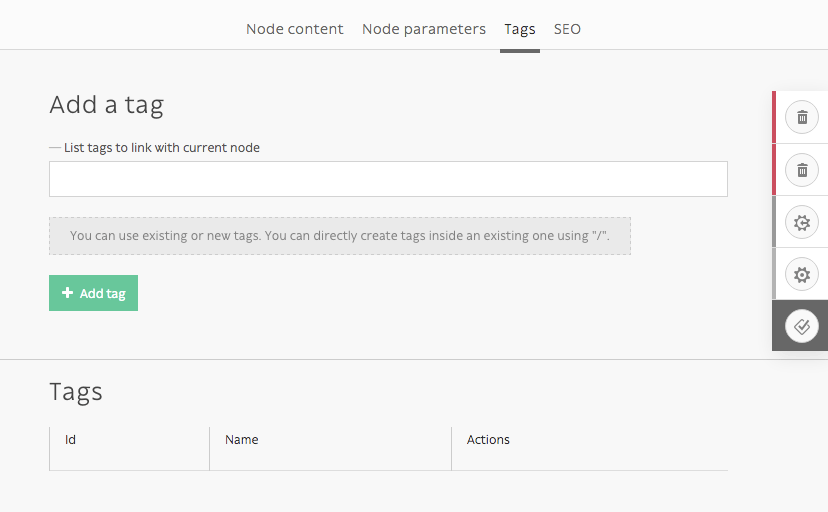 Node content Node parameters Tags SEO
Add a tag
— List tags to link with current node
You can use existing or new tags. You can directly create tags inside an existing one using "/".
+ Add tag
Tags
Id Name Actions